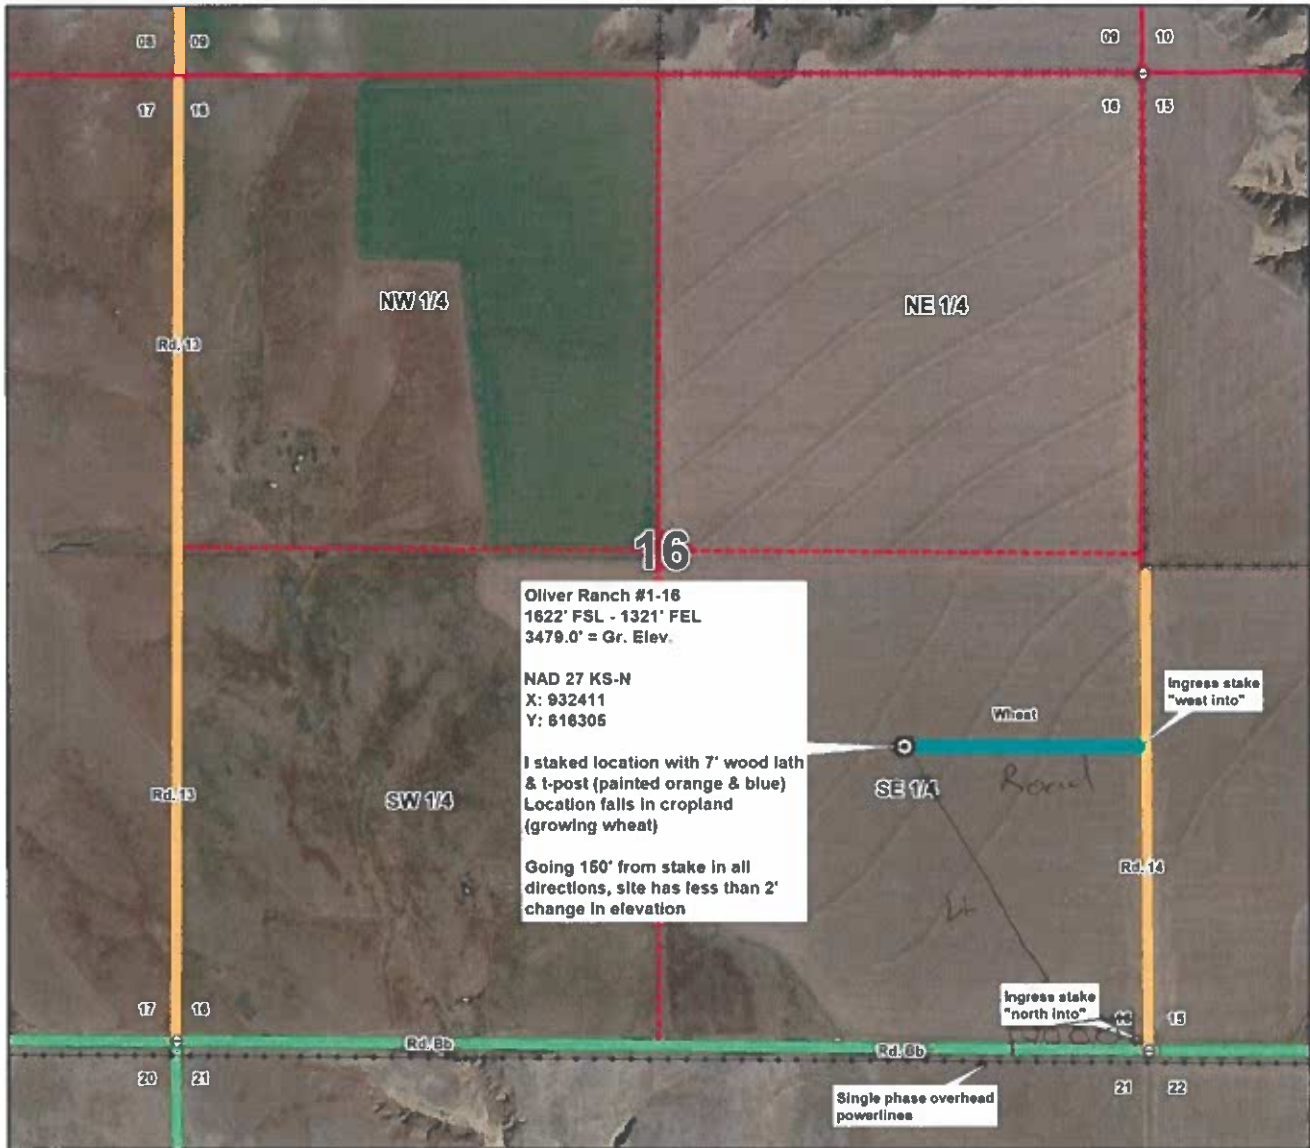 08 09
09 10
17 16
16 15
NW 1/4
NE 1/4
Rd. 13
16
Oliver Ranch #1-16
1622' FSL - 1321' FEL
3479.0' = Gr. Elev.
NAD 27 KS-N
X: 932411
Y: 616305
I staked location with 7' wood lath
& t-post (painted orange & blue)
Location falls in cropland
(growing wheat)
Going 150' from stake in all
directions, site has less than 2'
change in elevation
Ingress stake
"west into"
Wheat
Road
SE 1/4
Rd. 13
SW 1/4
Rd. 14
Ingress stake
"north into"
17 16
16 15
Rd. Bb
Rd. Bb
20 21
21 22
Single phase overhead
powerlines